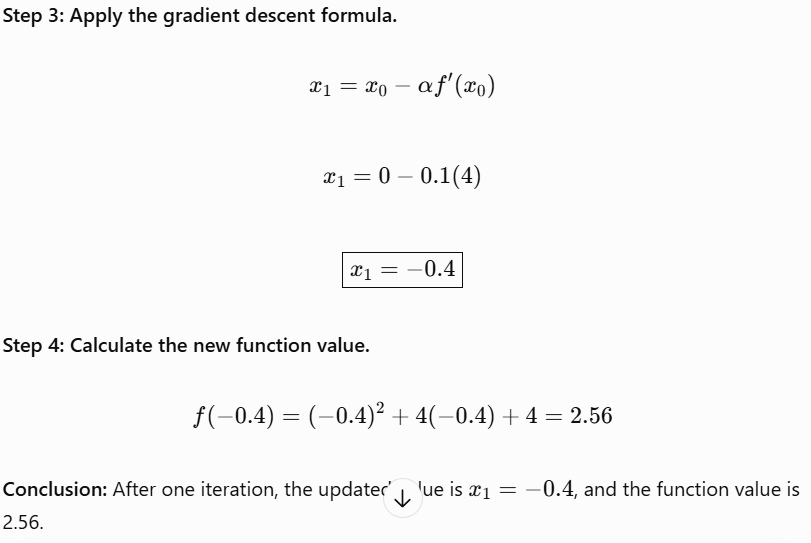 Step 3: Apply the gradient descent formula.
x₁ = x₀ − αf′(x₀)
x₁ = 0 − 0.1(4)
x₁ = −0.4
Step 4: Calculate the new function value.
f(−0.4) = (−0.4)² + 4(−0.4) + 4 = 2.56
Conclusion: After one iteration, the is x₁ = −0.4, and the function value is
2.56.